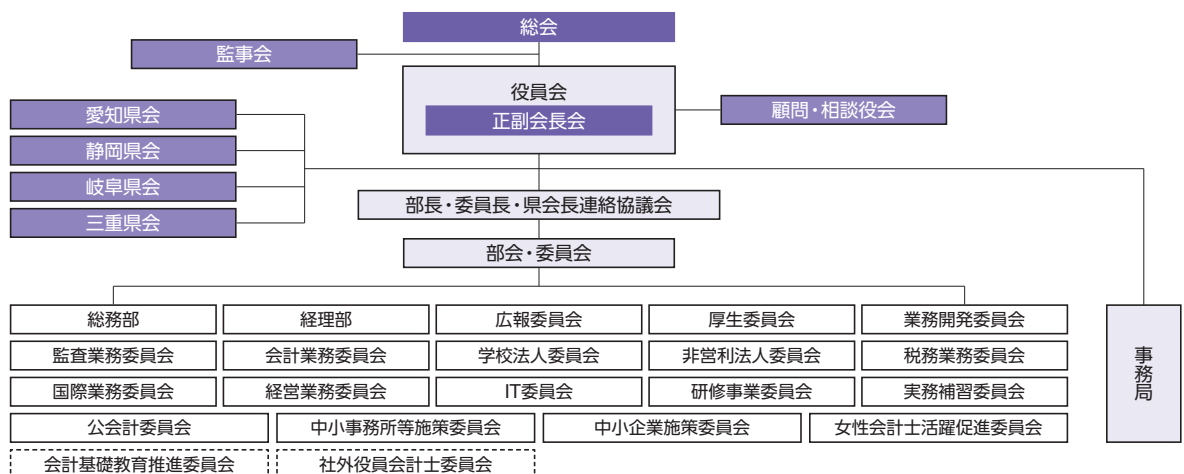 総会
監事会
役員会
正副会長会
顧問・相談役会
愛知県会
静岡県会
岐阜県会
三重県会
部長・委員長・県会長連絡協議会
部会・委員会
総務部
経理部
広報委員会
厚生委員会
業務開発委員会
監査業務委員会
会計業務委員会
学校法人委員会
非営利法人委員会
税務業務委員会
国際業務委員会
経営業務委員会
IT委員会
研修事業委員会
実務補習委員会
公会計委員会
中小事務所等施策委員会
中小企業施策委員会
女性会計士活躍促進委員会
会計基礎教育推進委員会
社外役員会計士委員会
事務局